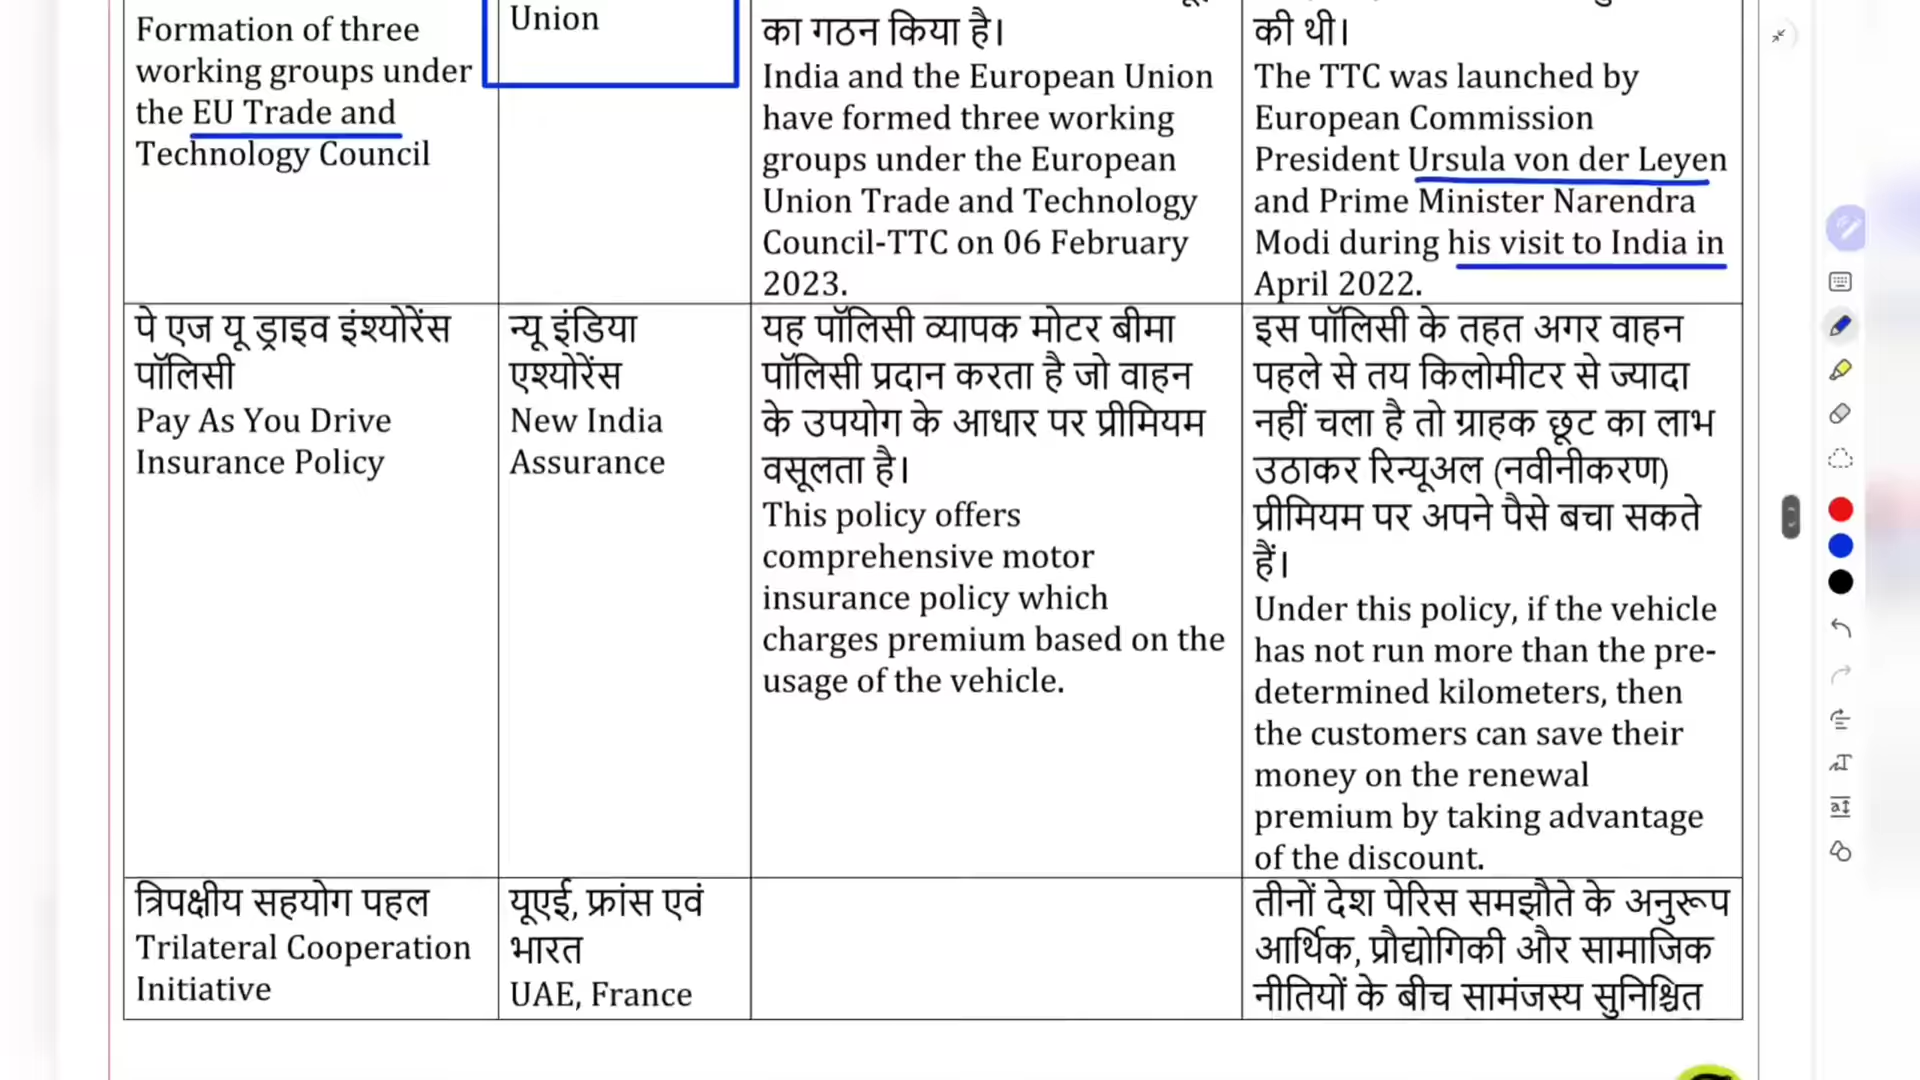 Formation of three
working groups under
the EU Trade and
Technology Council
Union
का गठन किया है।
India and the European Union
have formed three working
groups under the European
Union Trade and Technology
Council-TTC on 06 February
2023.
की थी।
The TTC was launched by
European Commission
President Ursula von der Leyen
and Prime Minister Narendra
Modi during his visit to India in
April 2022.
पे एज यू ड्राइव इंश्योरेंस
पॉलिसी
Pay As You Drive
Insurance Policy
न्यू इंडिया
एश्योरेंस
New India
Assurance
यह पॉलिसी व्यापक मोटर बीमा
पॉलिसी प्रदान करता है जो वाहन
के उपयोग के आधार पर प्रीमियम
वसूलता है।
This policy offers
comprehensive motor
insurance policy which
charges premium based on the
usage of the vehicle.
इस पॉलिसी के तहत अगर वाहन
पहले से तय किलोमीटर से ज्यादा
नहीं चला है तो ग्राहक छूट का लाभ
उठाकर रिन्यूअल (नवीनीकरण)
प्रीमियम पर अपने पैसे बचा सकते
हैं।
Under this policy, if the vehicle
has not run more than the pre-
determined kilometers, then
the customers can save their
money on the renewal
premium by taking advantage
of the discount.
त्रिपक्षीय सहयोग पहल
Trilateral Cooperation
Initiative
यूएई, फ्रांस एवं
भारत
UAE, France
तीनों देश पेरिस समझौते के अनुरूप
आर्थिक, प्रौद्योगिकी और सामाजिक
नीतियों के बीच सामंजस्य सुनिश्चित